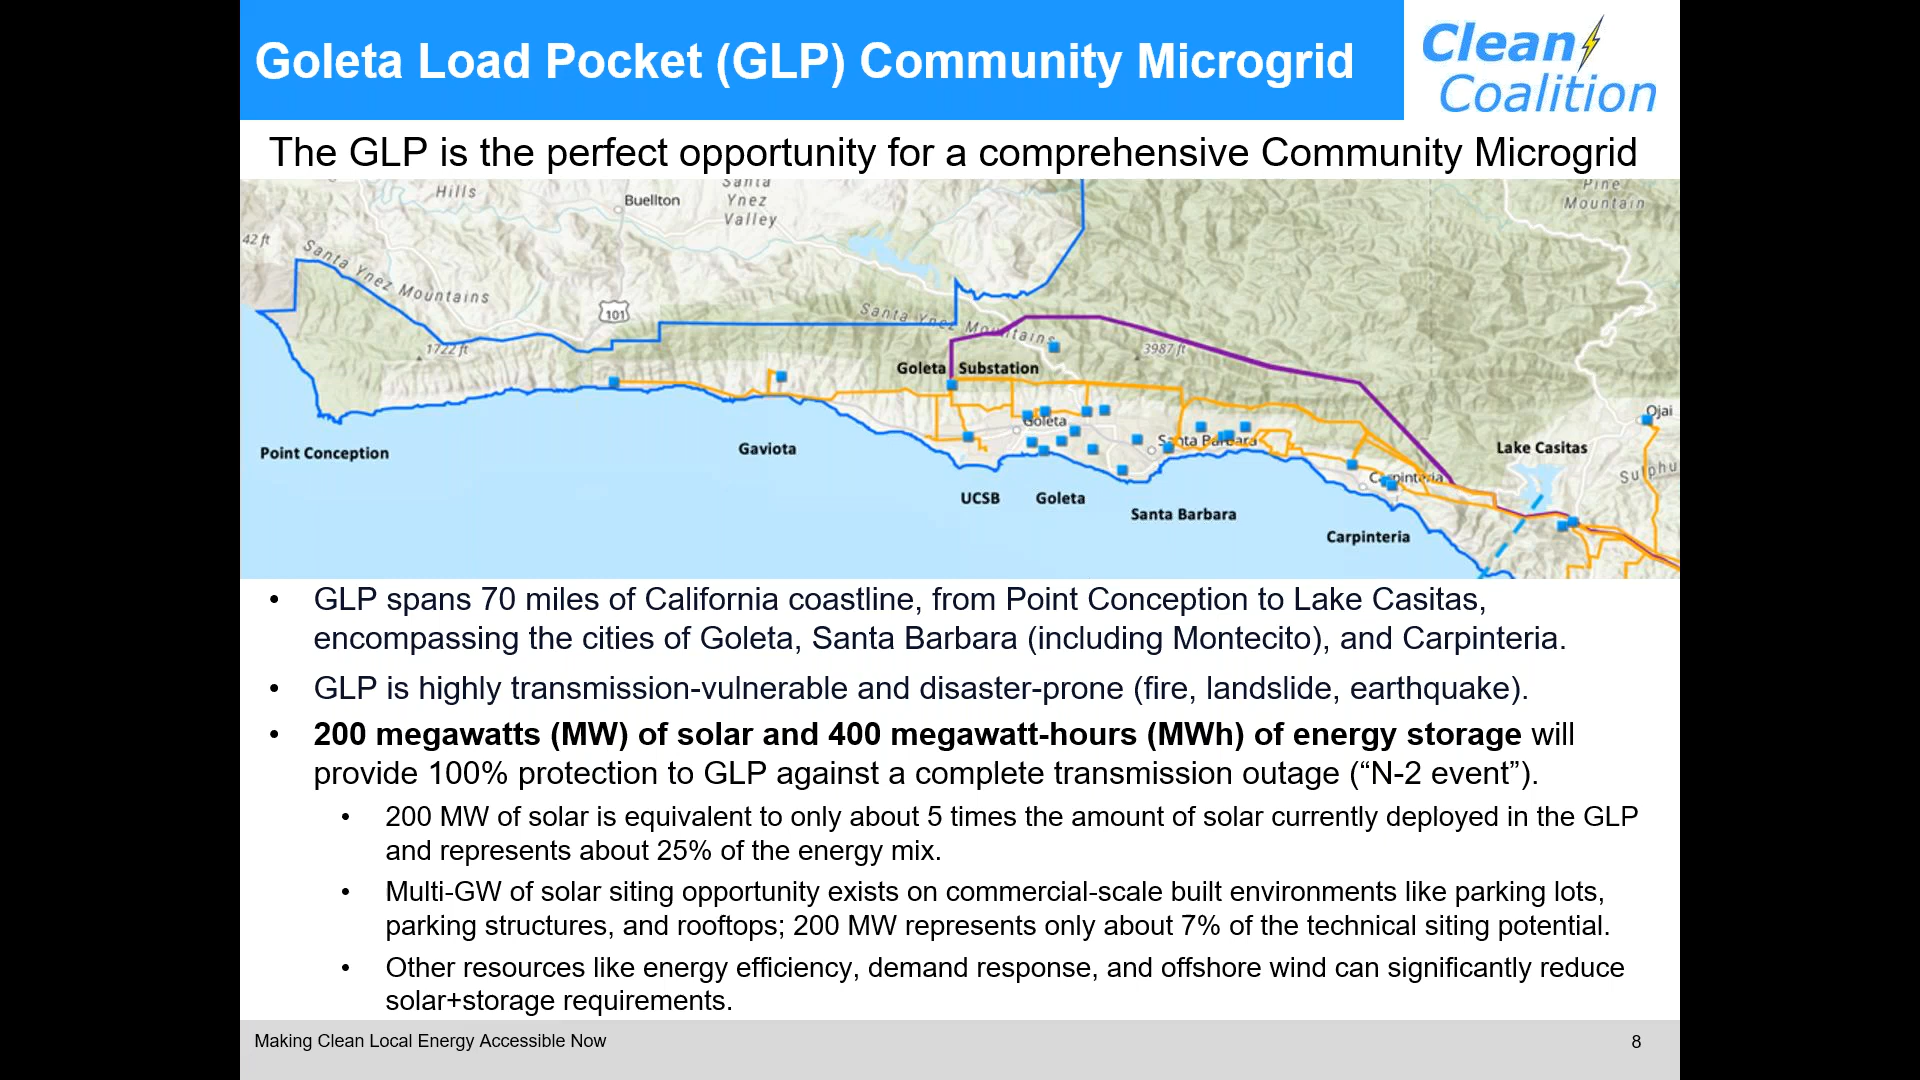 Goleta Load Pocket (GLP) Community Microgrid
Clean
Coalition
The GLP is the perfect opportunity for a comprehensive Community Microgrid
Hills
Buellton
Santa
Ynez
Valley
Pine
Mountain
42 ft
Santa Ynez Mountains
101
Santa Ynez Mountains
1722 ft
3987 ft
Goleta Substation
Goleta
Santa Barbara
Ojai
Lake Casitas
Point Conception
Gaviota
Carpinteria
UCSB
Goleta
Santa Barbara
Carpinteria
• GLP spans 70 miles of California coastline, from Point Conception to Lake Casitas,
encompassing the cities of Goleta, Santa Barbara (including Montecito), and Carpinteria.
• GLP is highly transmission-vulnerable and disaster-prone (fire, landslide, earthquake).
• 200 megawatts (MW) of solar and 400 megawatt-hours (MWh) of energy storage will
provide 100% protection to GLP against a complete transmission outage (“N-2 event”).
• 200 MW of solar is equivalent to only about 5 times the amount of solar currently deployed in the GLP
and represents about 25% of the energy mix.
• Multi-GW of solar siting opportunity exists on commercial-scale built environments like parking lots,
parking structures, and rooftops; 200 MW represents only about 7% of the technical siting potential.
• Other resources like energy efficiency, demand response, and offshore wind can significantly reduce
solar+storage requirements.
Making Clean Local Energy Accessible Now
8